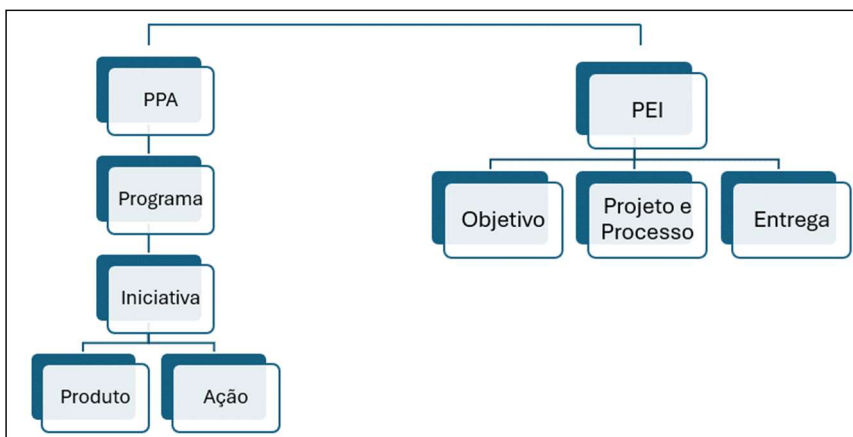 PPA
PEI
Programa
Objetivo
Projeto e
Processo
Entrega
Iniciativa
Produto
Ação